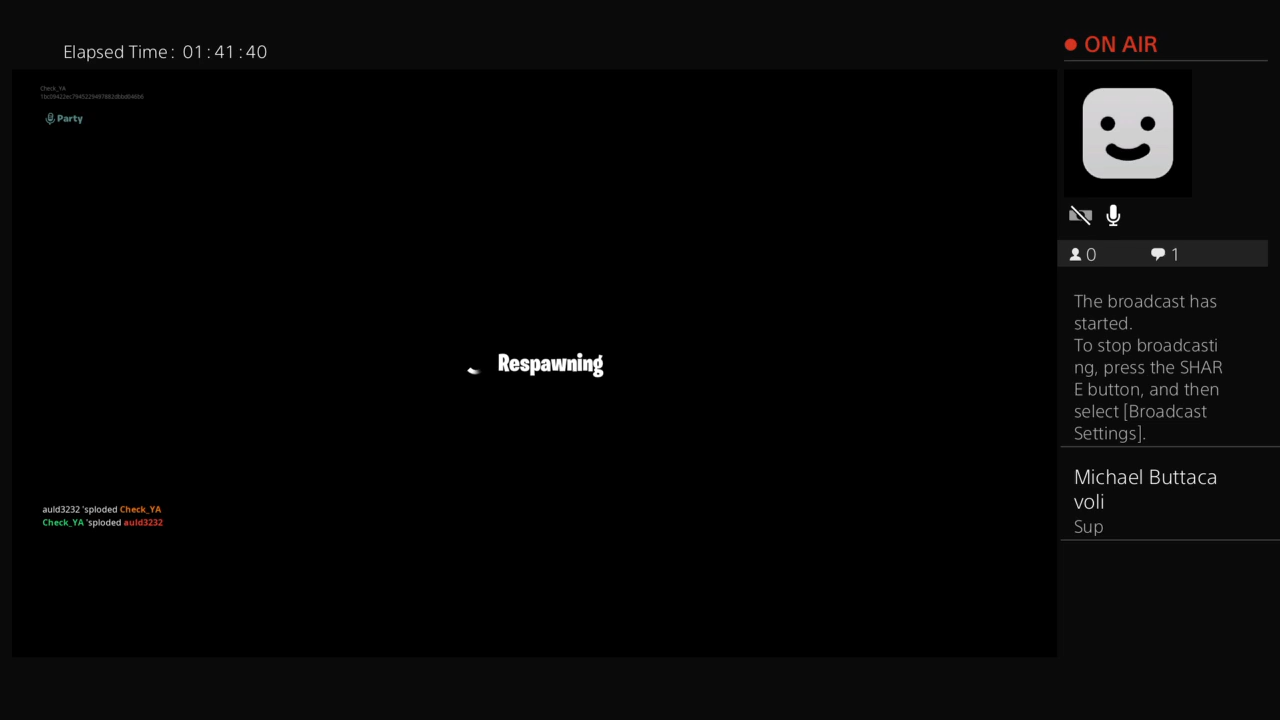 Elapsed Time: 01:41:40
ON AIR
Check_YA
Party
0 1
The broadcast has
started.
To stop broadcasti
ng, press the SHAR
E button, and then
select [Broadcast
Settings].
Respawning
Michael Buttaca
voli
Sup
auld3232 'sploded Check_YA
Check_YA 'sploded auld3232